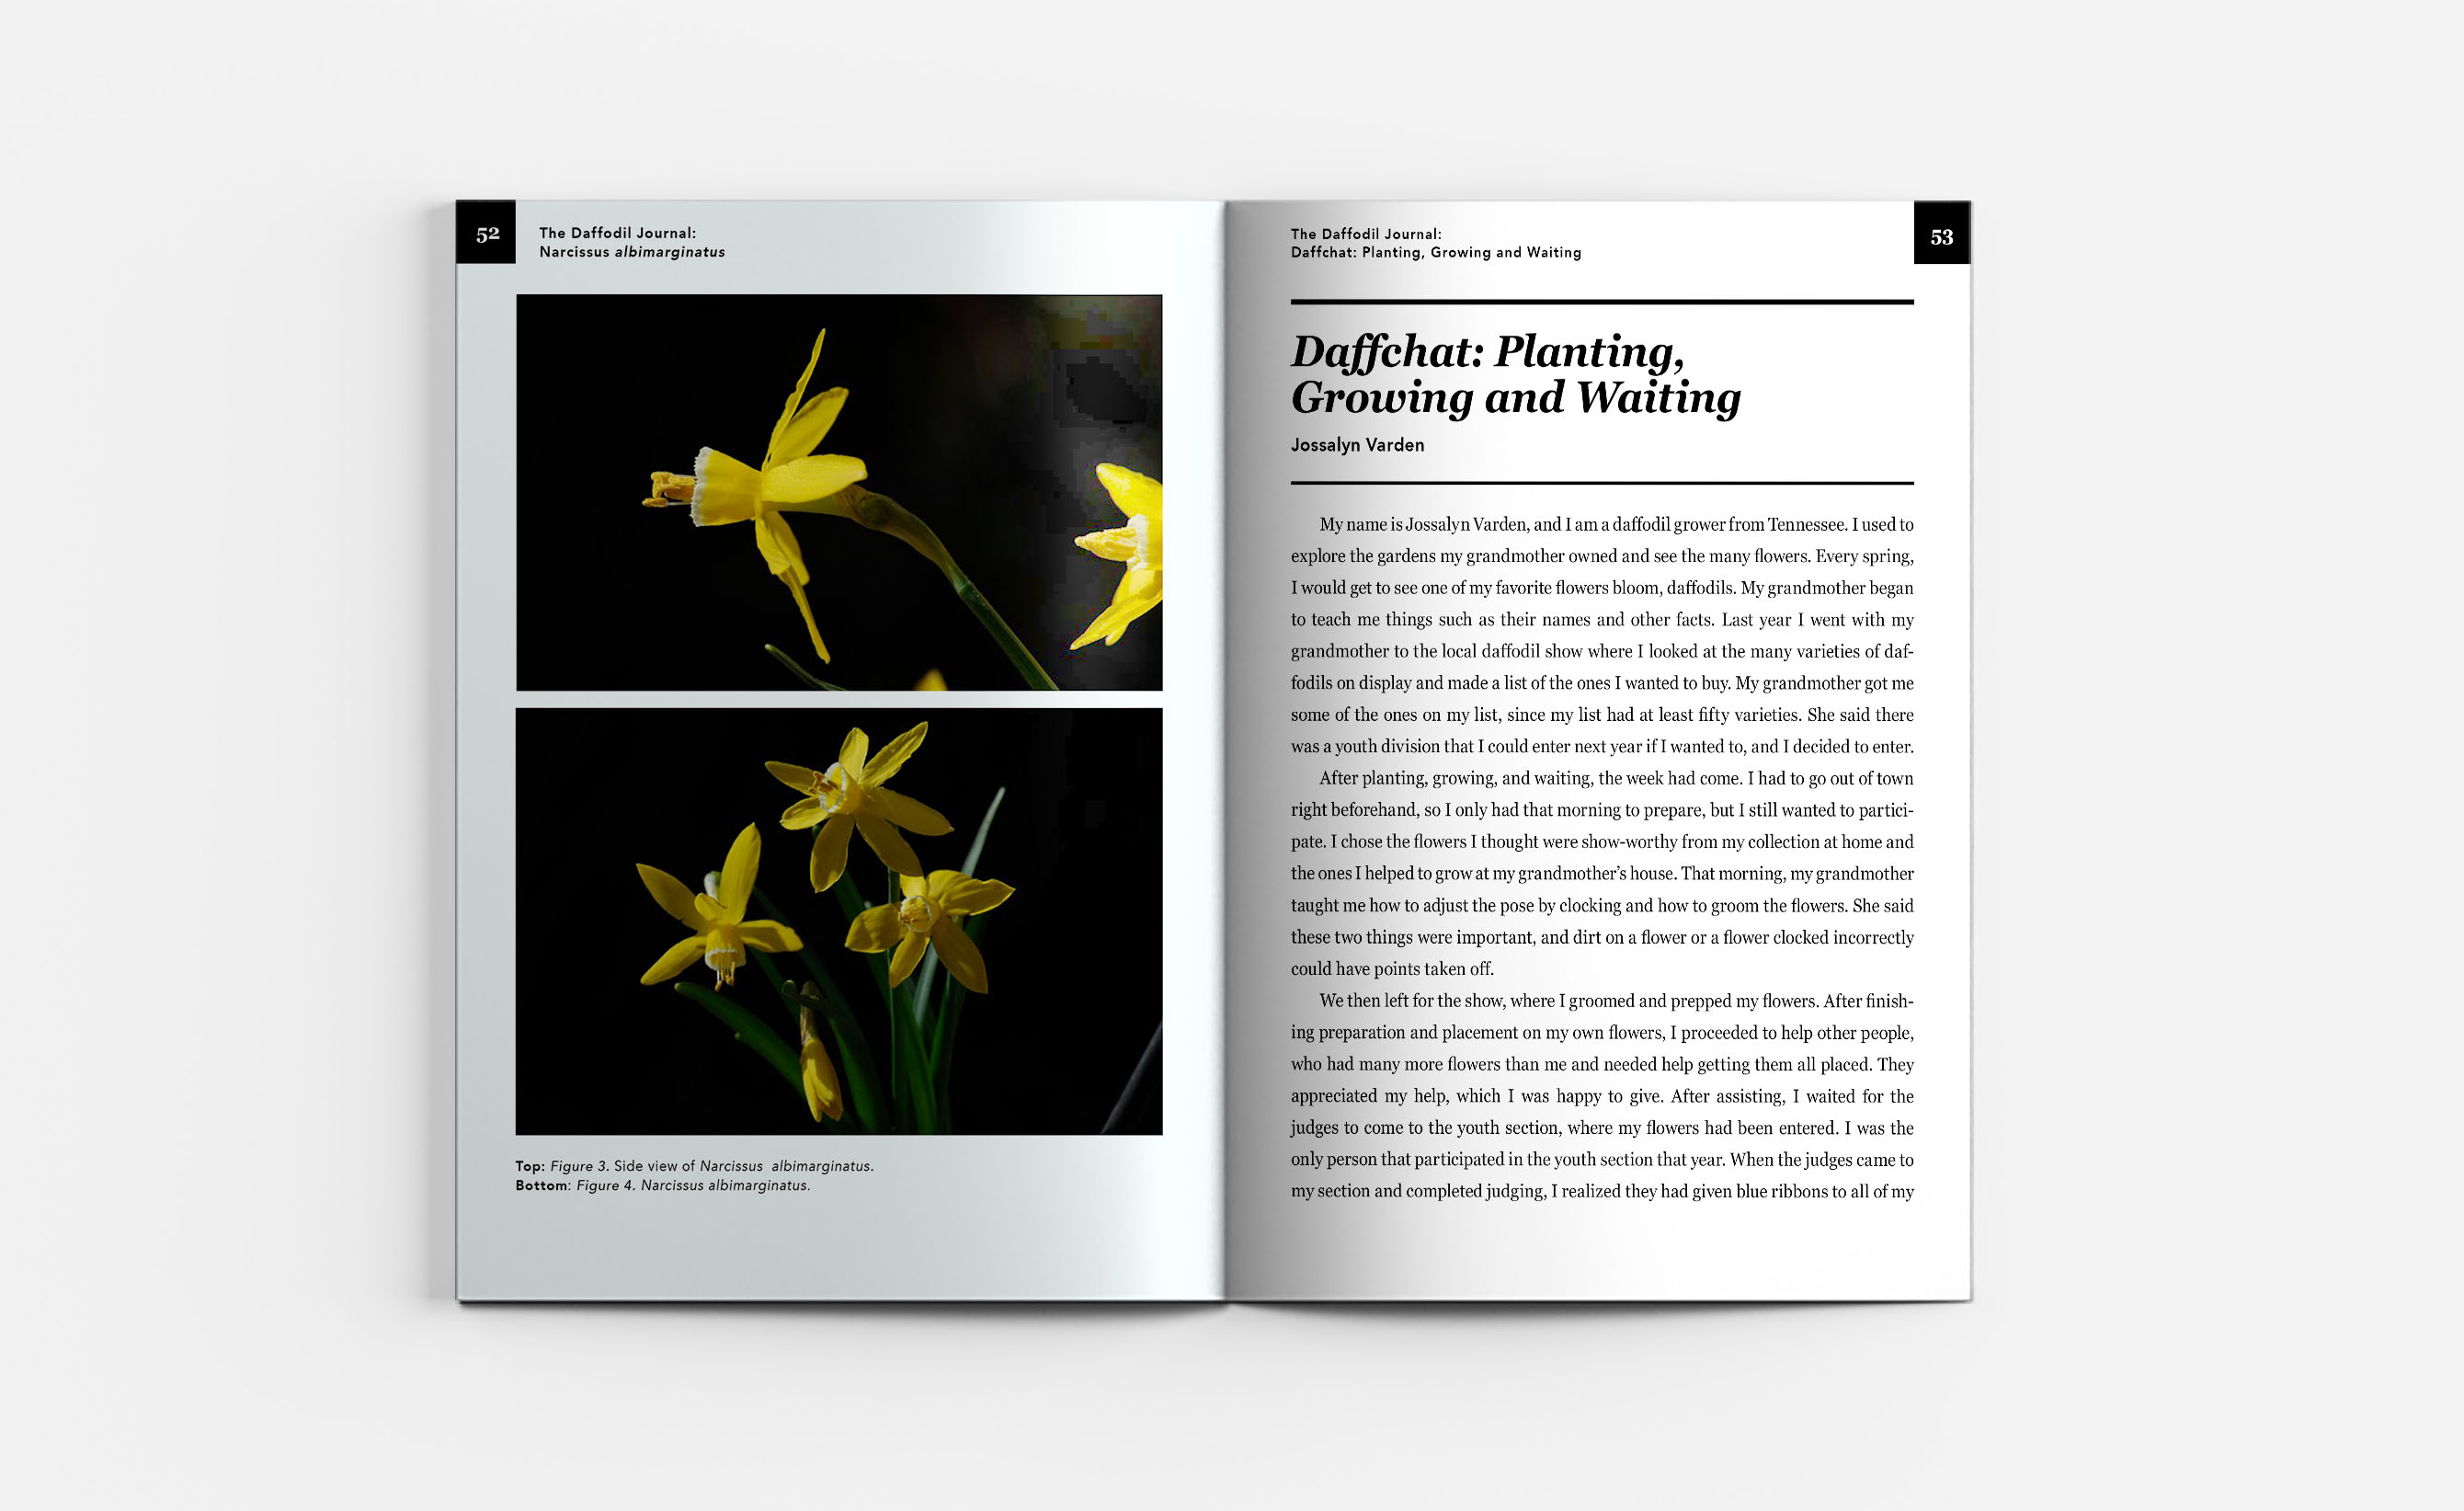 52
The Daffodil Journal:
Narcissus albimarginatus
Top: Figure 3. Side view of Narcissus albimarginatus.
Bottom: Figure 4. Narcissus albimarginatus.
The Daffodil Journal:
Daffchat: Planting, Growing and Waiting
53
Daffchat: Planting,
Growing and Waiting
Jossalyn Varden
My name is Jossalyn Varden, and I am a daffodil grower from Tennessee. I used to
explore the gardens my grandmother owned and see the many flowers. Every spring,
I would get to see one of my favorite flowers bloom, daffodils. My grandmother began
to teach me things such as their names and other facts. Last year I went with my
grandmother to the local daffodil show where I looked at the many varieties of daf-
fodils on display and made a list of the ones I wanted to buy. My grandmother got me
some of the ones on my list, since my list had at least fifty varieties. She said there
was a youth division that I could enter next year if I wanted to, and I decided to enter.
After planting, growing, and waiting, the week had come. I had to go out of town
right beforehand, so I only had that morning to prepare, but I still wanted to partici-
pate. I chose the flowers I thought were show-worthy from my collection at home and
the ones I helped to grow at my grandmother’s house. That morning, my grandmother
taught me how to adjust the pose by clocking and how to groom the flowers. She said
these two things were important, and dirt on a flower or a flower clocked incorrectly
could have points taken off.
We then left for the show, where I groomed and prepped my flowers. After finish-
ing preparation and placement on my own flowers, I proceeded to help other people,
who had many more flowers than me and needed help getting them all placed. They
appreciated my help, which I was happy to give. After assisting, I waited for the
judges to come to the youth section, where my flowers had been entered. I was the
only person that participated in the youth section that year. When the judges came to
my section and completed judging, I realized they had given blue ribbons to all of my